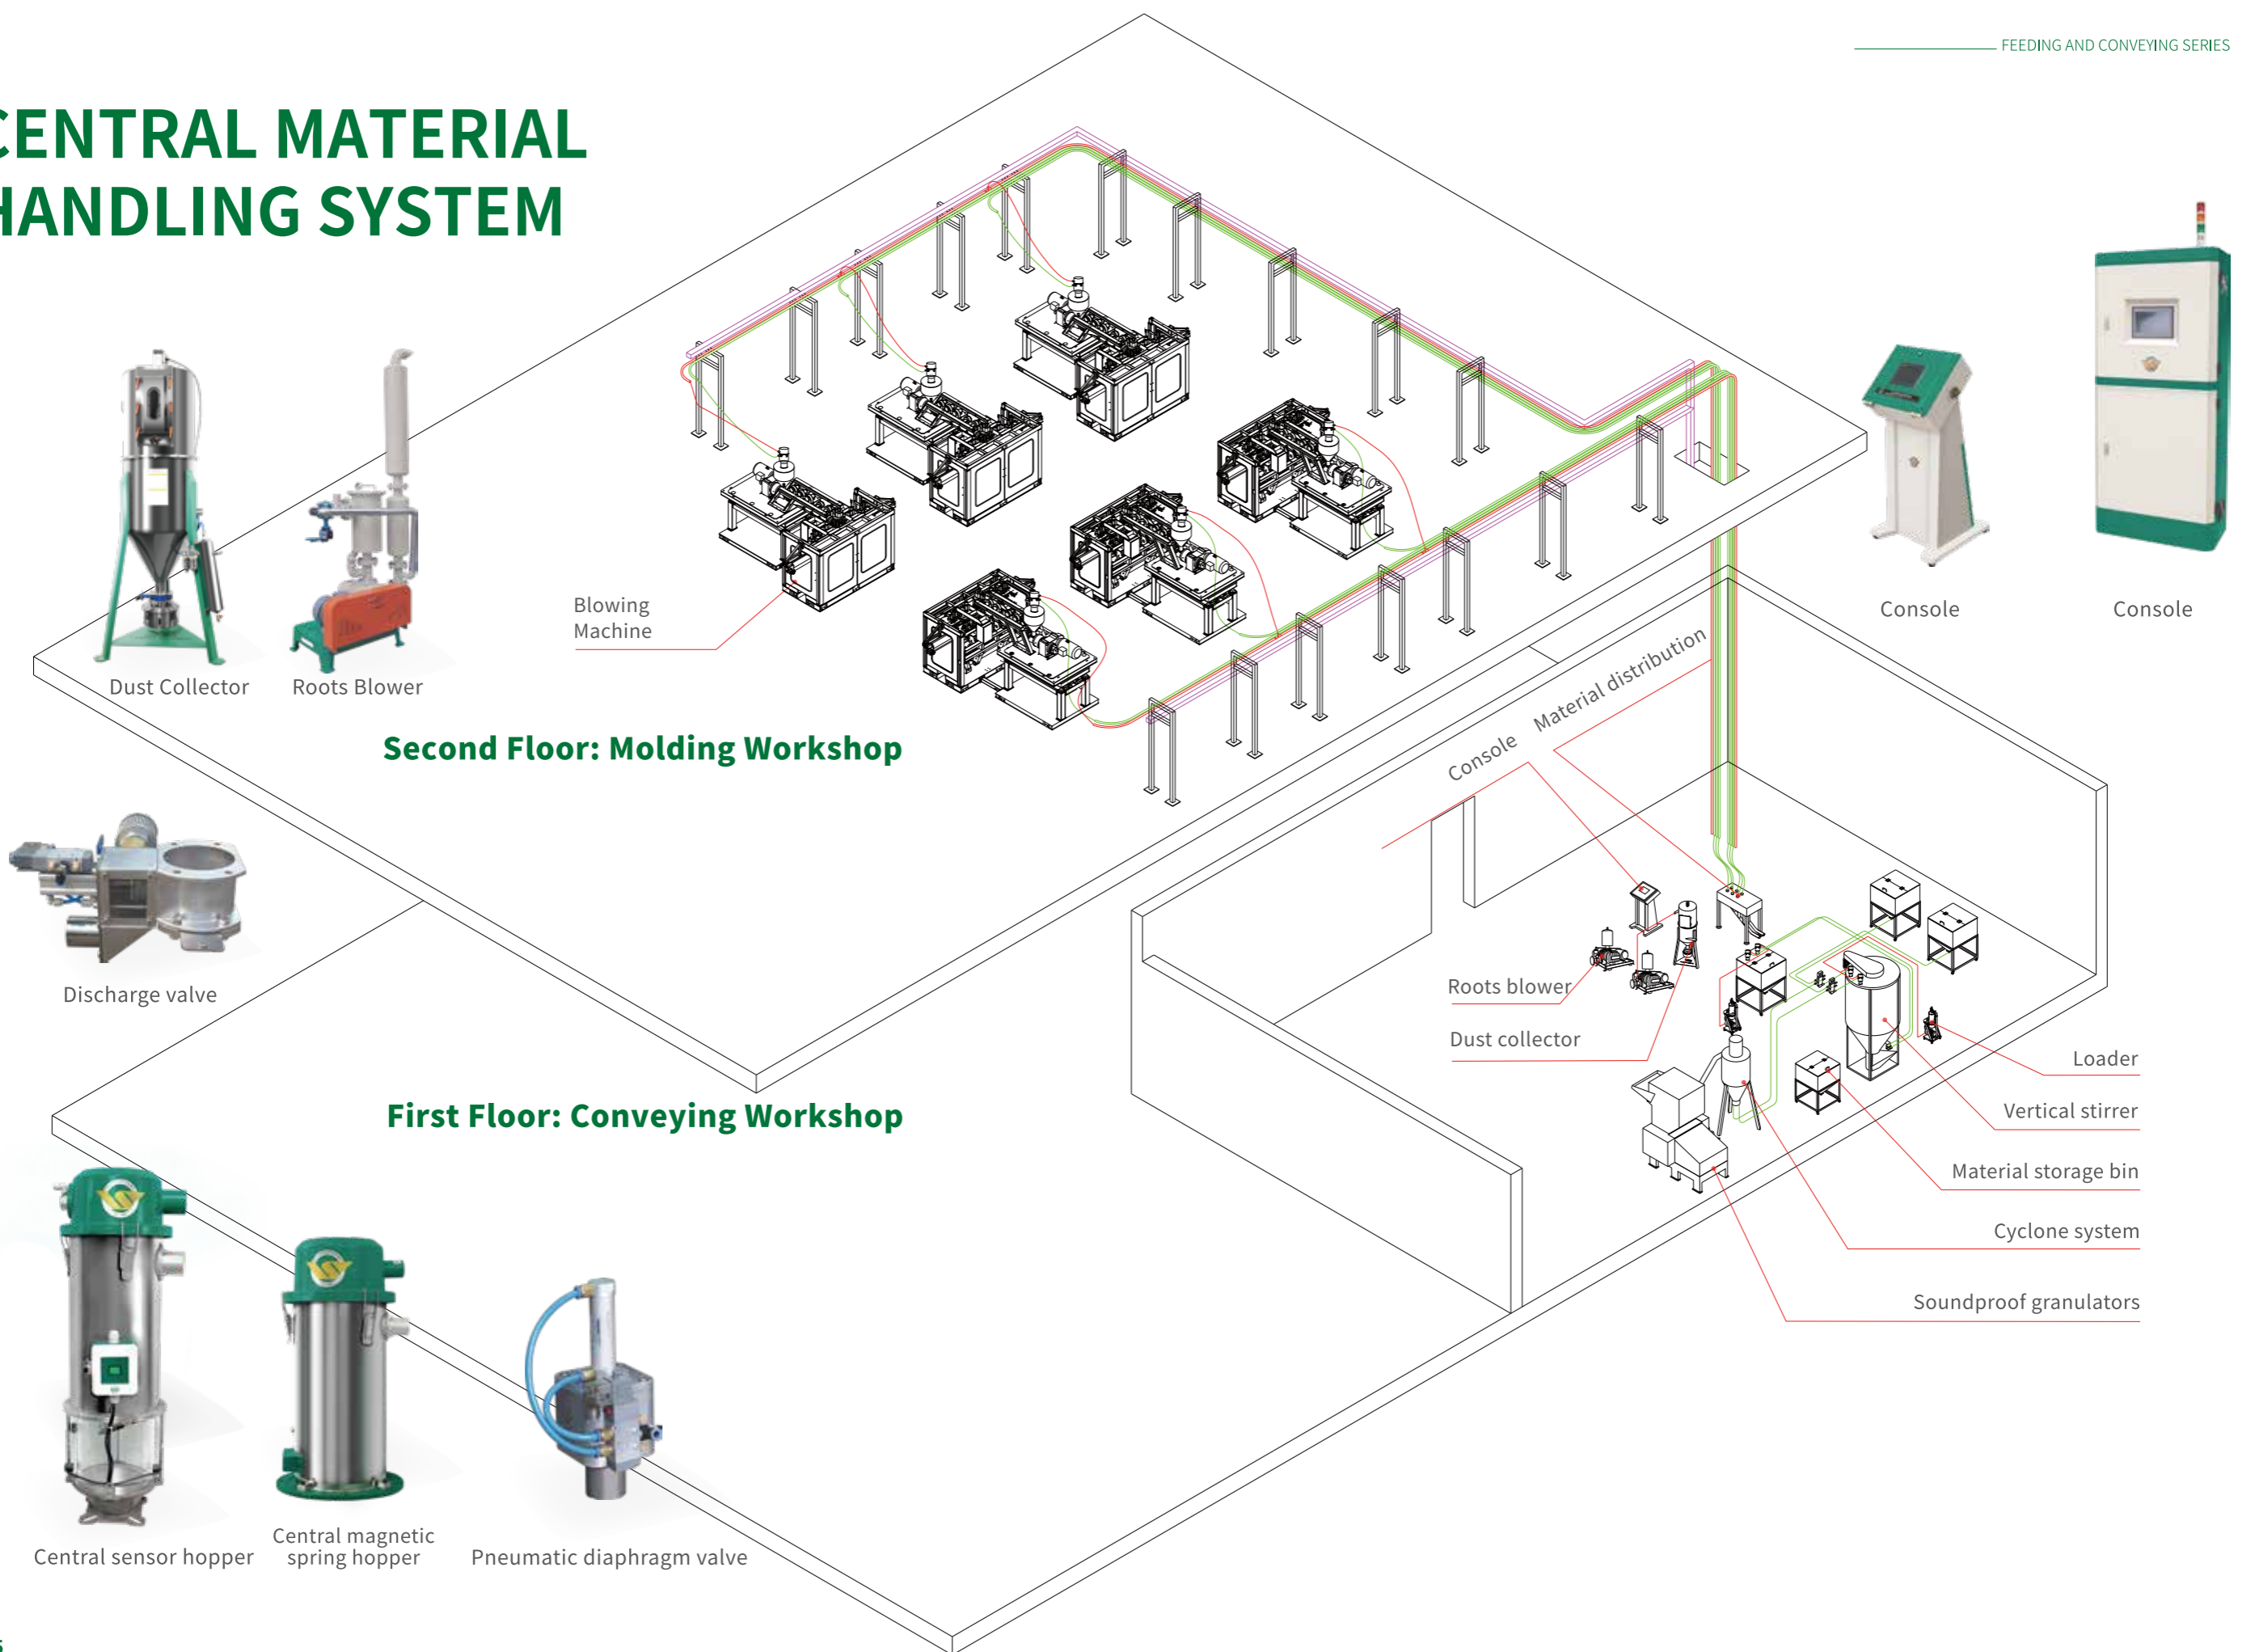 FEEDING AND CONVEYING SERIES
CENTRAL MATERIAL
HANDLING SYSTEM
Dust Collector
Roots Blower
Blowing
Machine
Console
Console
Second Floor: Molding Workshop
Console
Material distribution
Discharge valve
Roots blower
Dust collector
Loader
First Floor: Conveying Workshop
Vertical stirrer
Material storage bin
Cyclone system
Soundproof granulators
Central sensor hopper
Central magnetic
spring hopper
Pneumatic diaphragm valve